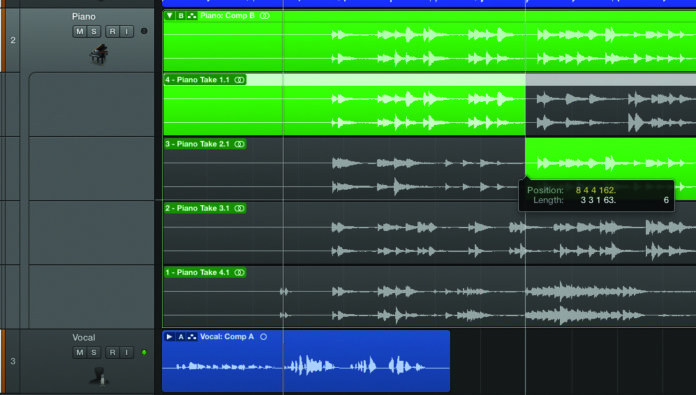 Piano
▼ B Piano: Comp B
2
M S R I
4 - Piano Take 1.1
3 - Piano Take 2.1
Position: 8 4 4 162.
Length: 3 3 1 63. 6
2 - Piano Take 3.1
1 - Piano Take 4.1
Vocal
▶ A Vocal: Comp A
3
M S R I